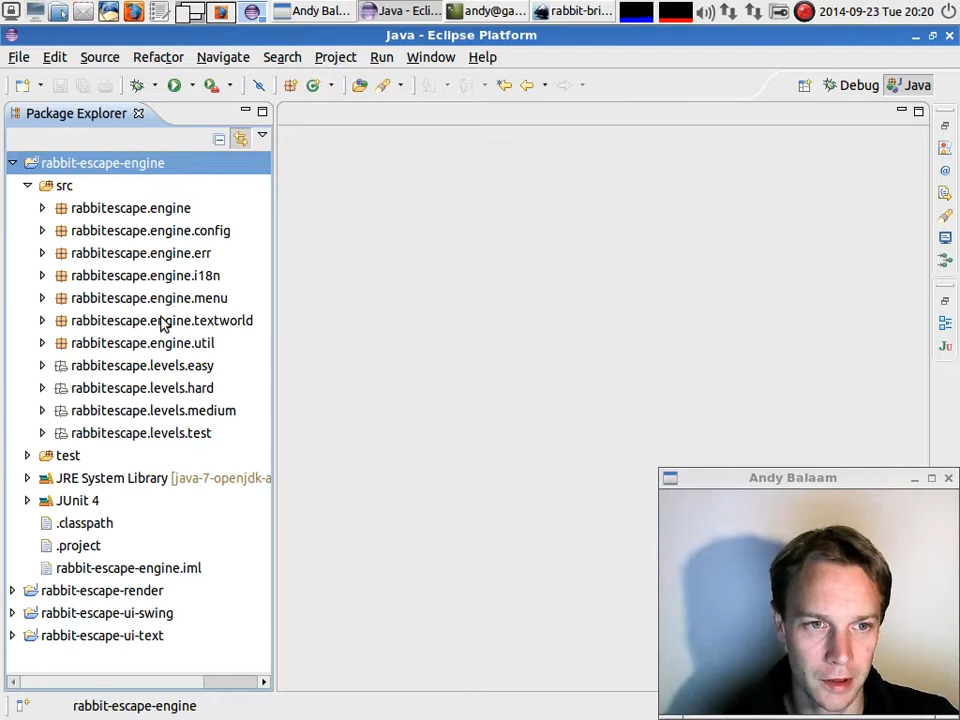 Andy Bal...
Java - Ecli...
andy@ga...
rabbit-bri...
2014-09-23 Tue 20:20
Java - Eclipse Platform
File Edit Source Refactor Navigate Search Project Run Window Help
Debug Java
Package Explorer
rabbit-escape-engine
src
rabbitescape.engine
rabbitescape.engine.config
rabbitescape.engine.err
rabbitescape.engine.i18n
rabbitescape.engine.menu
rabbitescape.engine.textworld
rabbitescape.engine.util
rabbitescape.levels.easy
rabbitescape.levels.hard
rabbitescape.levels.medium
rabbitescape.levels.test
test
JRE System Library [java-7-openjdk-a
JUnit 4
.classpath
.project
rabbit-escape-engine.iml
rabbit-escape-render
rabbit-escape-ui-swing
rabbit-escape-ui-text
Ju
Andy Balaam
rabbit-escape-engine